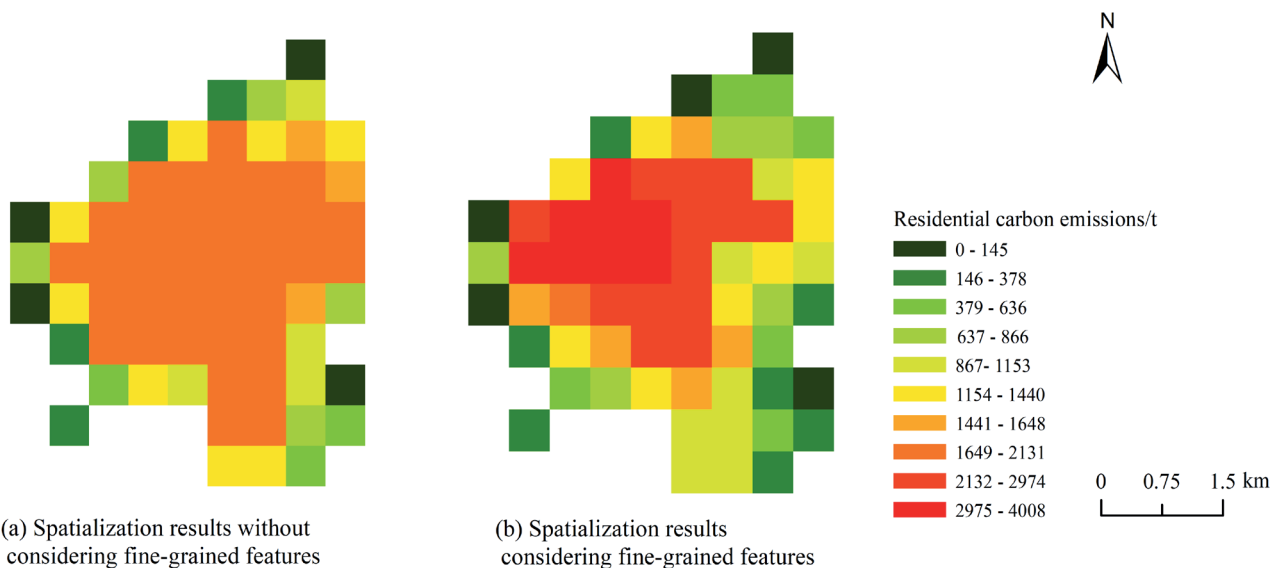 N
Residential carbon emissions/t
0 - 145
146 - 378
379 - 636
637 - 866
867- 1153
1154 - 1440
1441 - 1648
1649 - 2131
2132 - 2974
2975 - 4008
0 0.75 1.5 km
(a) Spatialization results without
considering fine-grained features
(b) Spatialization results
considering fine-grained features